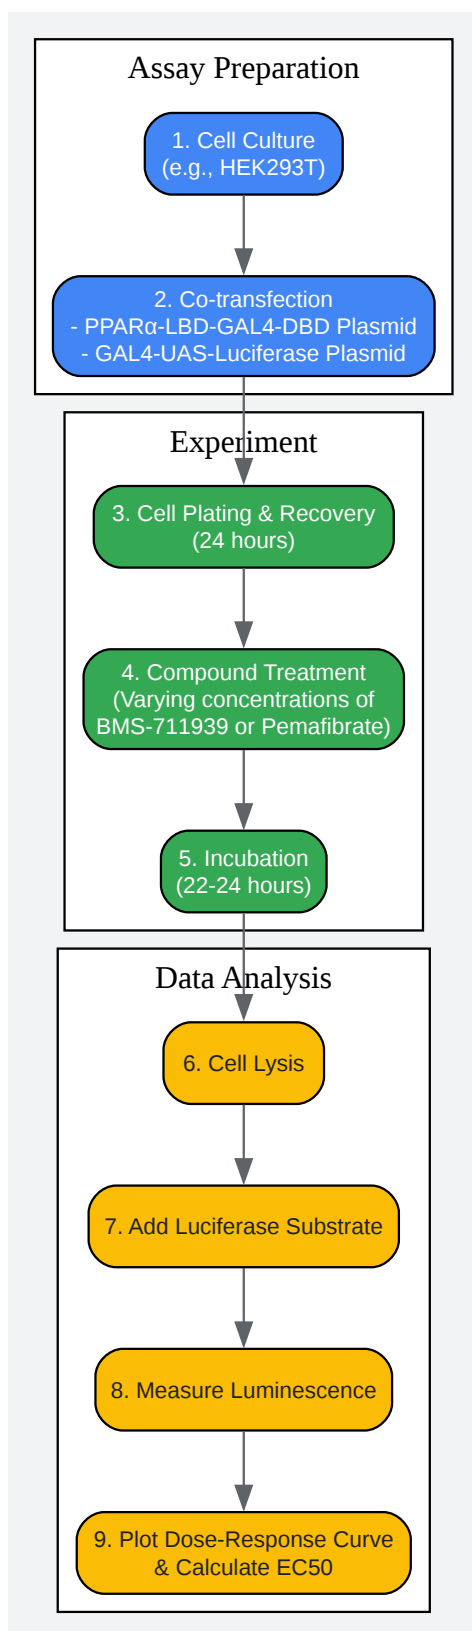 Assay Preparation
1. Cell Culture
(e.g., HEK293T)
2. Co-transfection
- PPARα-LBD-GAL4-DBD Plasmid
- GAL4-UAS-Luciferase Plasmid
Experiment
3. Cell Plating & Recovery
(24 hours)
4. Compound Treatment
(Varying concentrations of
BMS-711939 or Pemafibrate)
5. Incubation
(22-24 hours)
Data Analysis
6. Cell Lysis
7. Add Luciferase Substrate
8. Measure Luminescence
9. Plot Dose-Response Curve
& Calculate EC50